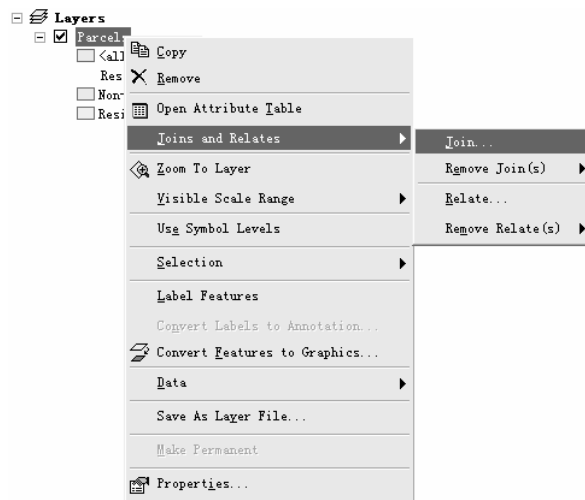 Layers
Parcels
<all
Res
Non-
Resi
Copy
Remove
Open Attribute Table
Joins and Relates
Zoom To Layer
Visible Scale Range
Use Symbol Levels
Selection
Label Features
Convert Labels to Annotation...
Convert Features to Graphics...
Data
Save As Layer File...
Make Permanent
Properties...
Join...
Remove Join(s)
Relate...
Remove Relate(s)